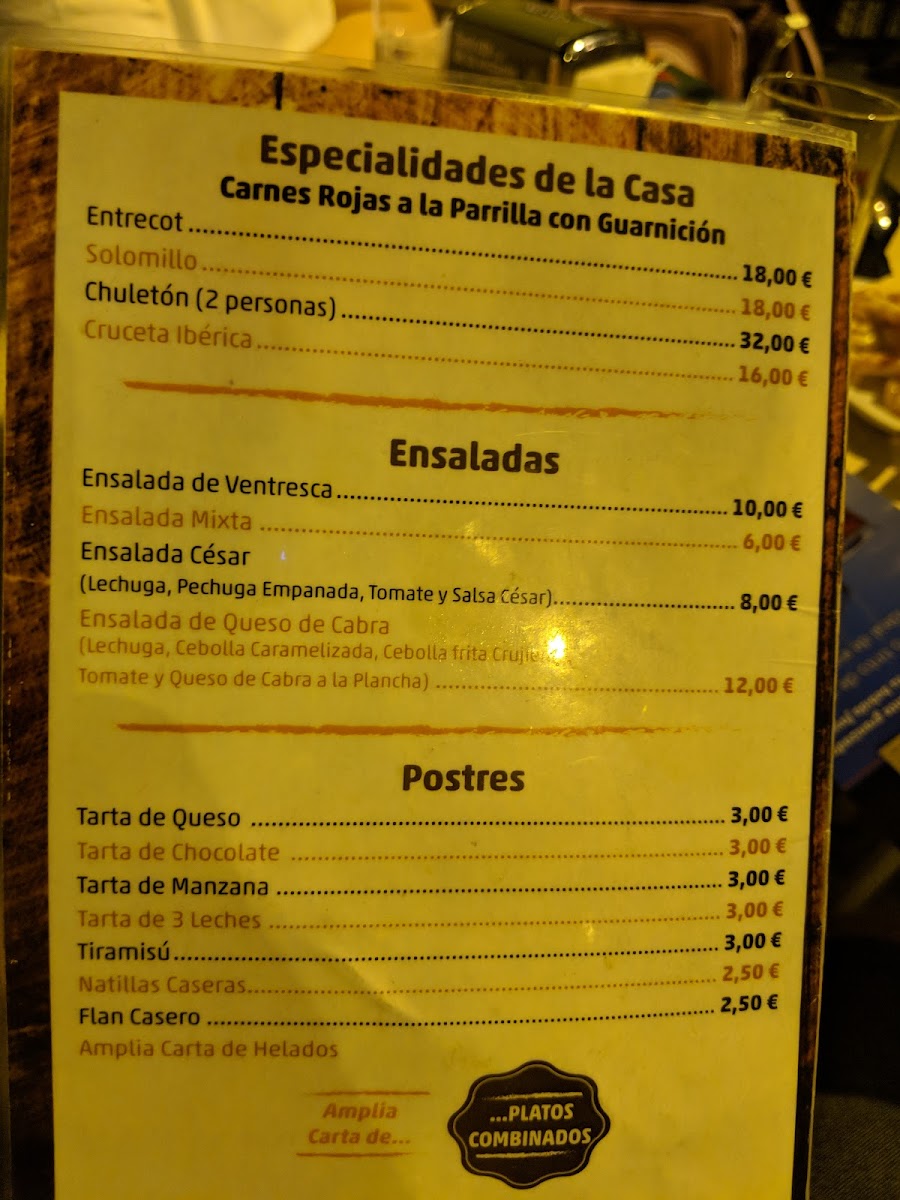 Especialidades de la Casa
Carnes Rojas a la Parrilla con Guarnición
Entrecot 18,00 €
Solomillo 18,00 €
Chuletón (2 personas) 32,00 €
Cruceta Ibérica 16,00 €
Ensaladas
Ensalada de Ventresca 10,00 €
Ensalada Mixta 6,00 €
Ensalada César
(Lechuga, Pechuga Empanada, Tomate y Salsa César) 8,00 €
Ensalada de Queso de Cabra
(Lechuga, Cebolla Caramelizada, Cebolla frita
Tomate y Queso de Cabra a la Plancha) 12,00 €
Postres
Tarta de Queso 3,00 €
Tarta de Chocolate 3,00 €
Tarta de Manzana 3,00 €
Tarta de 3 Leches 3,00 €
Tiramisú 3,00 €
Natillas Caseras 2,50 €
Flan Casero 2,50 €
Amplia Carta de Helados
Amplia
Carta de...
...PLATOS
COMBINADOS